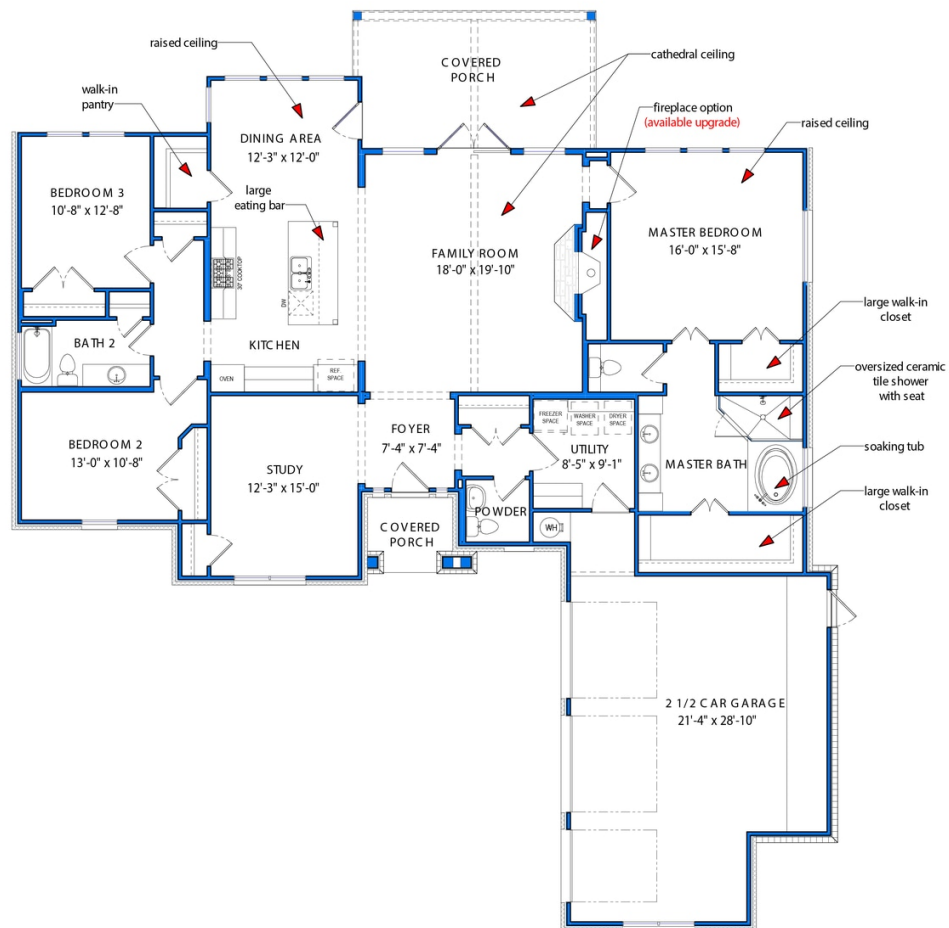 raised ceiling
COVERED
PORCH
cathedral ceiling
walk-in
pantry
fireplace option
(available upgrade)
raised ceiling
DINING AREA
12'-3" x 12'-0"
BEDROOM 3
10'-8" x 12'-8"
large
eating bar
MASTER BEDROOM
16'-0" x 15'-8"
FAMILY ROOM
18'-0" x 19'-10"
30" COOKTOP
DW
large walk-in
closet
BATH 2
KITCHEN
OVEN
REF.
SPACE
oversized ceramic
tile shower
with seat
FREEZER
SPACE
WASHER
SPACE
DRYER
SPACE
FOYER
7'-4" x 7'-4"
BEDROOM 2
13'-0" x 10'-8"
UTILITY
8'-5" x 9'-1"
soaking tub
MASTER BATH
STUDY
12'-3" x 15'-0"
large walk-in
closet
POWDER
COVERED
PORCH
WH
2 1/2 CAR GARAGE
21'-4" x 28'-10"